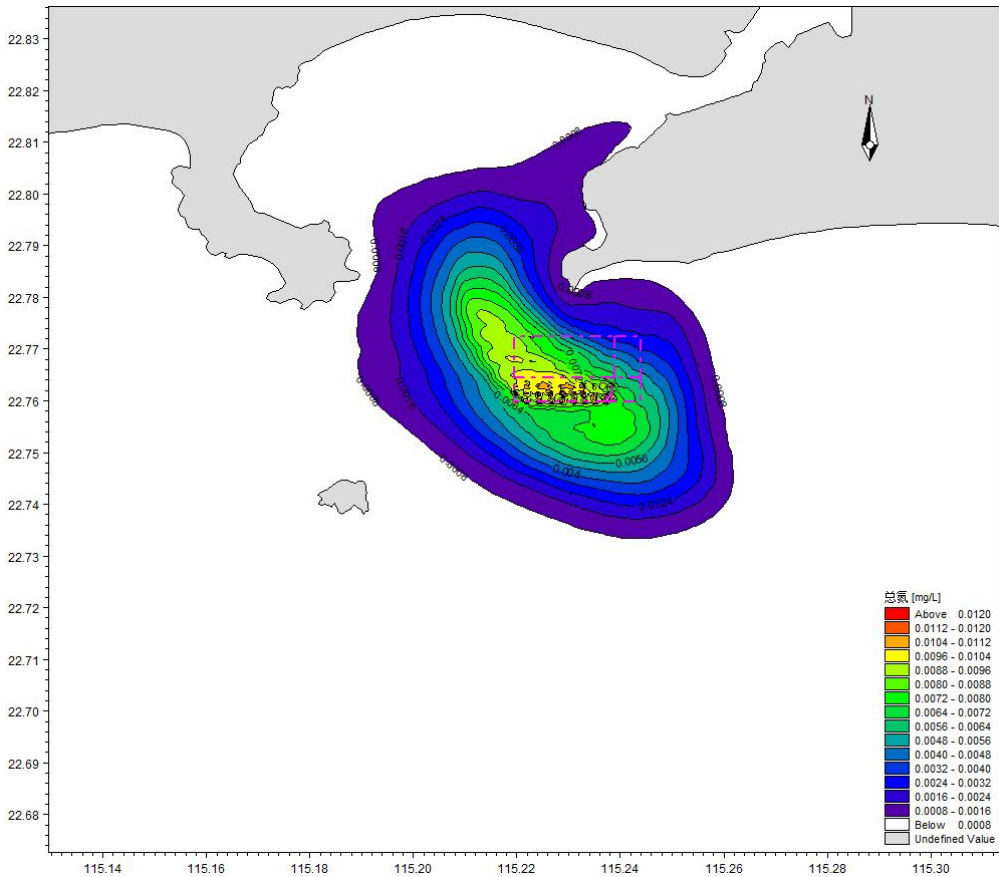 22.83
22.82
22.81
22.80
22.79
22.78
22.77
22.76
22.75
22.74
22.73
22.72
22.71
22.70
22.69
22.68
115.14
115.16
115.18
115.20
115.22
115.24
115.26
115.28
115.30
N
0.0008
0.0024
0.0016
0.0008
0.0008
0.0064
0.0056
0.004
0.0024
0.0016
0.0008
0.0008
0.0008
总氮 [mg/L]
Above 0.0120
0.0112 - 0.0120
0.0104 - 0.0112
0.0096 - 0.0104
0.0088 - 0.0096
0.0080 - 0.0088
0.0072 - 0.0080
0.0064 - 0.0072
0.0056 - 0.0064
0.0048 - 0.0056
0.0040 - 0.0048
0.0032 - 0.0040
0.0024 - 0.0032
0.0016 - 0.0024
0.0008 - 0.0016
Below 0.0008
Undefined Value